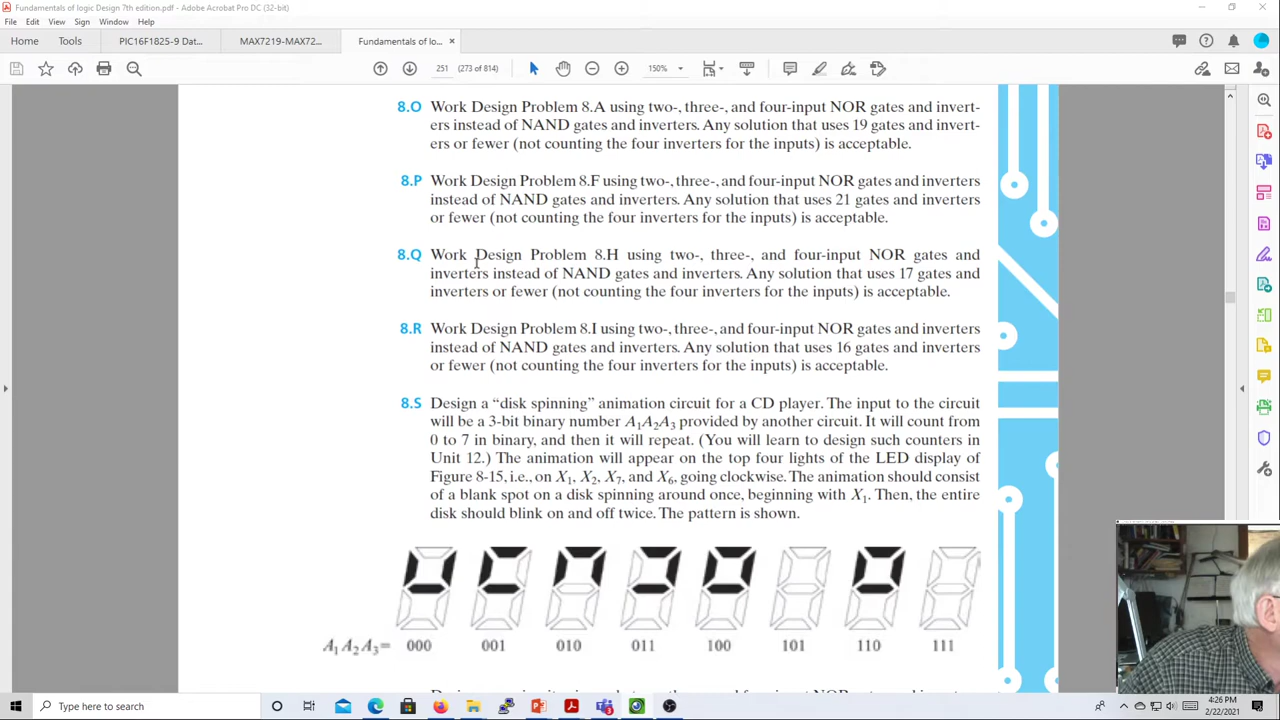 Fundamentals of logic Design 7th edition.pdf - Adobe Acrobat Pro DC (32-bit)
File Edit View Sign Window Help
Home Tools PIC16F1825-9 Dat... MAX7219-MAX72... Fundamentals of lo... ×
251 (273 of 814) 150%
8.O Work Design Problem 8.A using two-, three-, and four-input NOR gates and invert-
ers instead of NAND gates and inverters. Any solution that uses 19 gates and invert-
ers or fewer (not counting the four inverters for the inputs) is acceptable.
8.P Work Design Problem 8.F using two-, three-, and four-input NOR gates and inverters
instead of NAND gates and inverters. Any solution that uses 21 gates and inverters
or fewer (not counting the four inverters for the inputs) is acceptable.
8.Q Work Design Problem 8.H using two-, three-, and four-input NOR gates and
inverters instead of NAND gates and inverters. Any solution that uses 17 gates and
inverters or fewer (not counting the four inverters for the inputs) is acceptable.
8.R Work Design Problem 8.I using two-, three-, and four-input NOR gates and inverters
instead of NAND gates and inverters. Any solution that uses 16 gates and inverters
or fewer (not counting the four inverters for the inputs) is acceptable.
8.S Design a “disk spinning” animation circuit for a CD player. The input to the circuit
will be a 3-bit binary number A₁A₂A₃ provided by another circuit. It will count from
0 to 7 in binary, and then it will repeat. (You will learn to design such counters in
Unit 12.) The animation will appear on the top four lights of the LED display of
Figure 8-15, i.e., on X₁, X₂, X₇, and X₆, going clockwise. The animation should consist
of a blank spot on a disk spinning around once, beginning with X₁. Then, the entire
disk should blink on and off twice. The pattern is shown.
A₁A₂A₃= 000 001 010 011 100 101 110 111
Type here to search
4:26 PM
2/22/2021